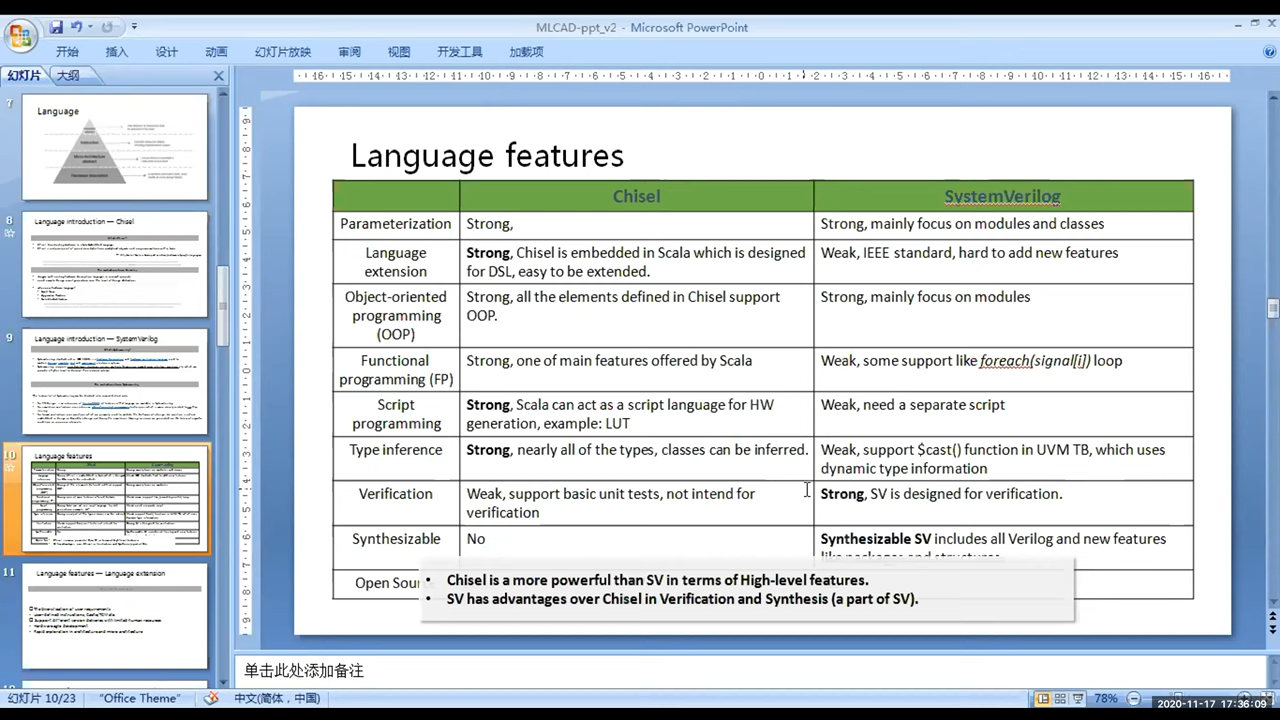 MLCAD-ppt_v2 - Microsoft PowerPoint
开始 插入 设计 动画 幻灯片放映 审阅 视图 开发工具 加载项
幻灯片 大纲
7
Language
8
Language introduction — Chisel
9
Language introduction — SystemVerilog
10
Language features
11
Language features — Language extension
Language features
Chisel SystemVerilog
Parameterization Strong, Strong, mainly focus on modules and classes
Language extension
Strong, Chisel is embedded in Scala which is designed for DSL, easy to be extended.
Weak, IEEE standard, hard to add new features
Object-oriented programming (OOP)
Strong, all the elements defined in Chisel support OOP.
Strong, mainly focus on modules
Functional programming (FP)
Strong, one of main features offered by Scala
Weak, some support like foreach(signal[i]) loop
Script programming
Strong, Scala can act as a script language for HW generation, example: LUT
Weak, need a separate script
Type inference
Strong, nearly all of the types, classes can be inferred.
Weak, support $cast() function in UVM TB, which uses dynamic type information
Verification
Weak, support basic unit tests, not intend for verification
Strong, SV is designed for verification.
Synthesizable
No
Synthesizable SV includes all Verilog and new features
Open Sour
• Chisel is a more powerful than SV in terms of High-level features.
• SV has advantages over Chisel in Verification and Synthesis (a part of SV).
单击此处添加备注
幻灯片 10/23 "Office Theme" 中文(简体，中国) 78%
2020-11-17 17:36:09